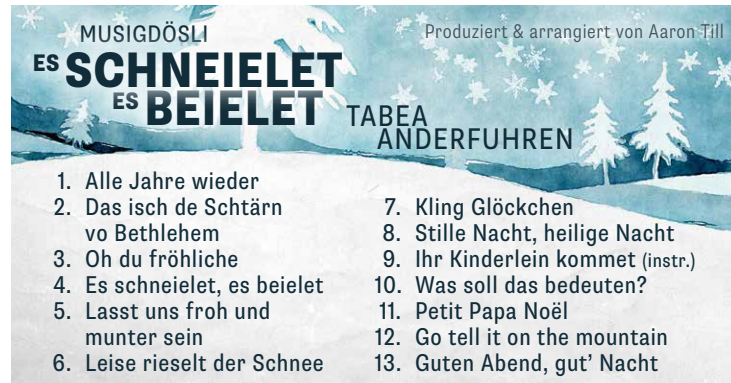 MUSIGDÖSLI
Produziert & arrangiert von Aaron Till
ES SCHNEIELET
ES BEIELET
TABEA
ANDERFUHREN
1. Alle Jahre wieder
2. Das isch de Schtärn
vo Bethlehem
3. Oh du fröhliche
4. Es schneielet, es beielet
5. Lasst uns froh und
munter sein
6. Leise rieselt der Schnee
7. Kling Glöckchen
8. Stille Nacht, heilige Nacht
9. Ihr Kinderlein kommet (instr.)
10. Was soll das bedeuten?
11. Petit Papa Noël
12. Go tell it on the mountain
13. Guten Abend, gut' Nacht